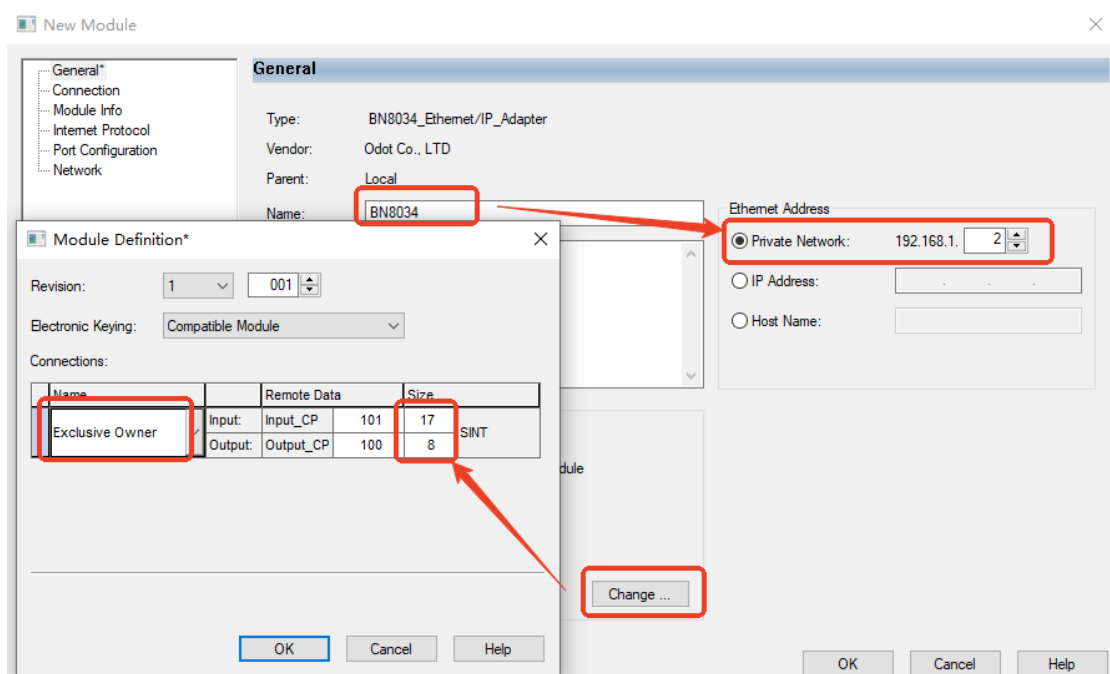 New Module
General*
Connection
Module Info
Internet Protocol
Port Configuration
Network
General
Type: BN8034_Ethernet/IP_Adapter
Vendor: Odot Co., LTD
Parent: Local
Name: BN8034
Ethernet Address
Private Network: 192.168.1. 2
IP Address: . . .
Host Name:
Module Definition*
Revision: 1 001
Electronic Keying: Compatible Module
Connections:
Name Remote Data Size
Exclusive Owner Input: Input_CP 101 17 SINT
Output: Output_CP 100 8
dule
Change ...
OK Cancel Help
OK Cancel Help